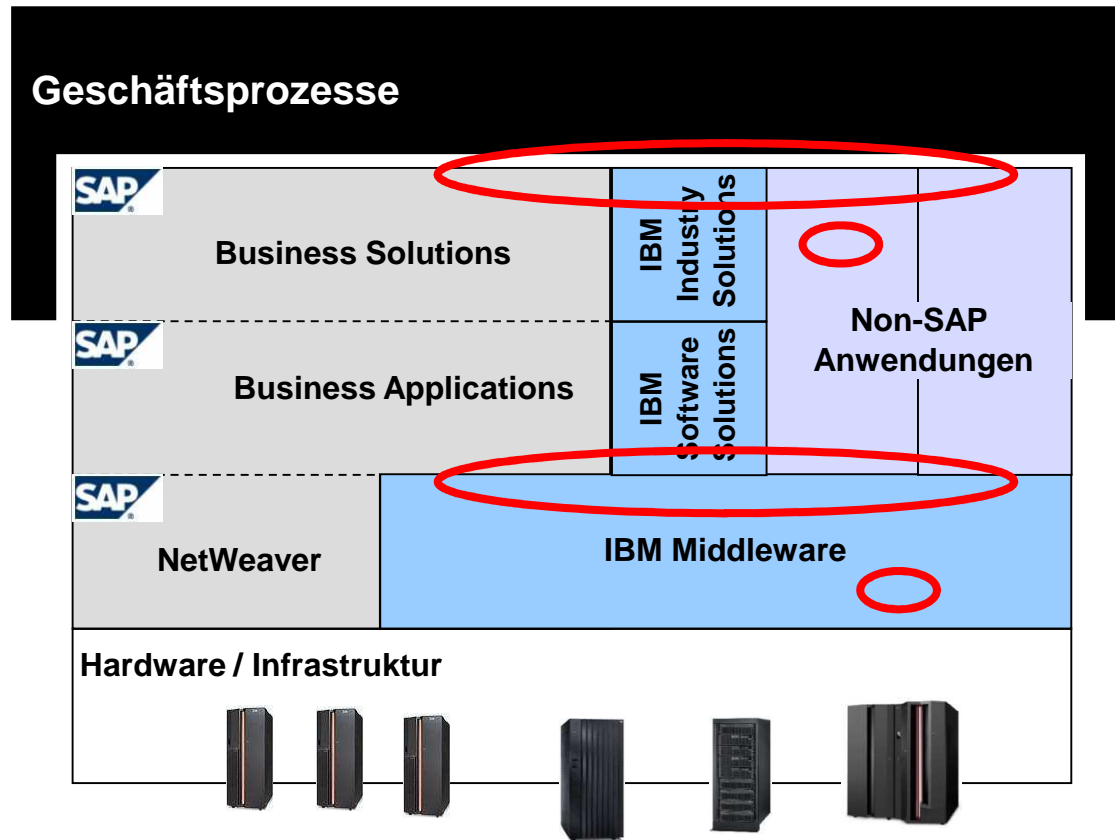 Geschäftsprozesse
SAP
®
Business Solutions
IBM
Industry
Solutions
SAP
®
Business Applications
IBM
Software
Solutions
Non-SAP
Anwendungen
SAP
®
NetWeaver
IBM Middleware
Hardware / Infrastruktur